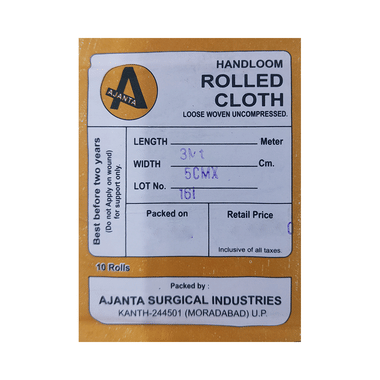 A
AJANTA
HANDLOOM
ROLLED
CLOTH
LOOSE WOVEN UNCOMPRESSED.
Best before two years
(Do not Apply on wound)
for support only.
LENGTH Meter
3Mt
WIDTH Cm.
5CMX
LOT No.
161
Packed on
Retail Price
Inclusive of all taxes.
10 Rolls
Packed by :
AJANTA SURGICAL INDUSTRIES
KANTH-244501 (MORADABAD) U.P.